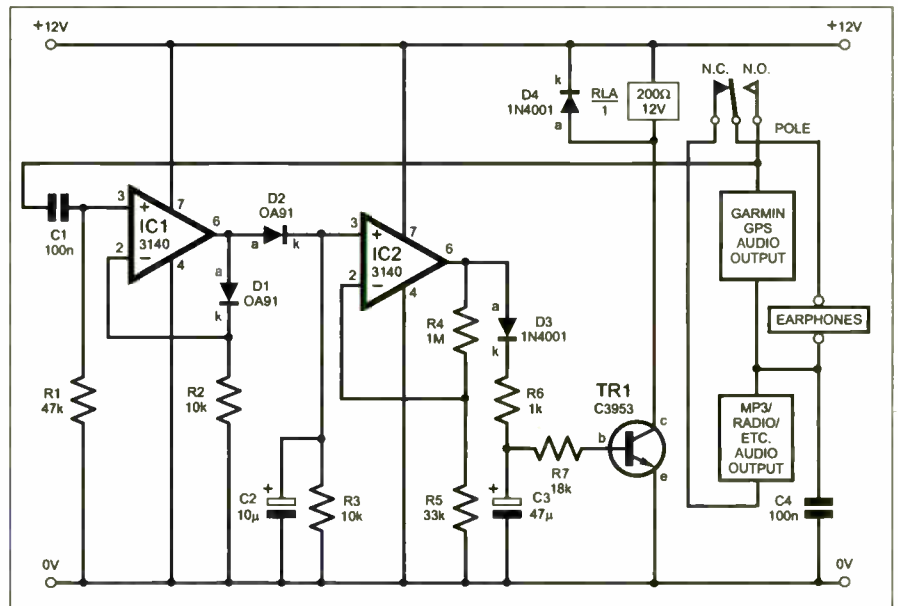 +12V
+12V
N.C.
N.O.
k
D4
1N4001
a
RLA
1
200Ω
12V
POLE
C1
100n
3
+
7
IC1
3140
6
2
−
4
D2
OA91
a
k
3
+
7
IC2
3140
6
2
−
4
GARMIN
GPS
AUDIO
OUTPUT
a
D1
OA91
k
R4
1M
a
D3
1N4001
k
EARPHONES
R1
47k
R2
10k
R6
1k
TR1
C3953
c
b
e
MP3/
RADIO/
ETC.
AUDIO
OUTPUT
R7
18k
+
C2
10µ
R3
10k
R5
33k
+
C3
47µ
C4
100n
0V
0V